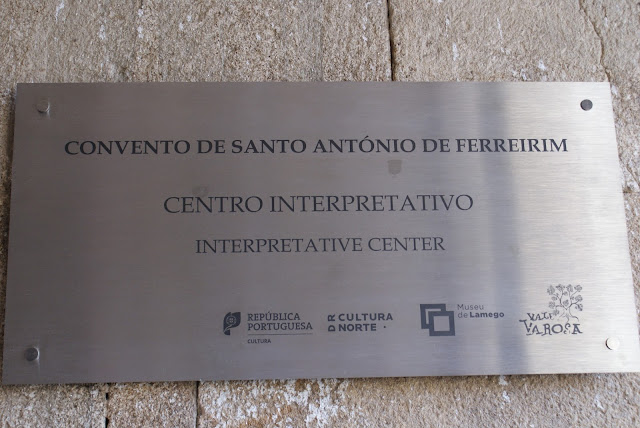 CONVENTO DE SANTO ANTÓNIO DE FERREIRIM
CENTRO INTERPRETATIVO
INTERPRETATIVE CENTER
REPÚBLICA
PORTUGUESA
CULTURA
DR CULTURA
NORTE
Museu
de Lamego
VALE
VAROSA